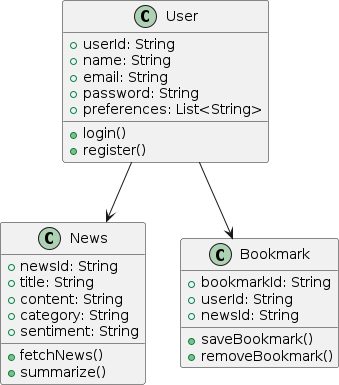 C User
userId: String
name: String
email: String
password: String
preferences: List<String>
login()
register()
C News
newsId: String
title: String
content: String
category: String
sentiment: String
fetchNews()
summarize()
C Bookmark
bookmarkId: String
userId: String
newsId: String
saveBookmark()
removeBookmark()